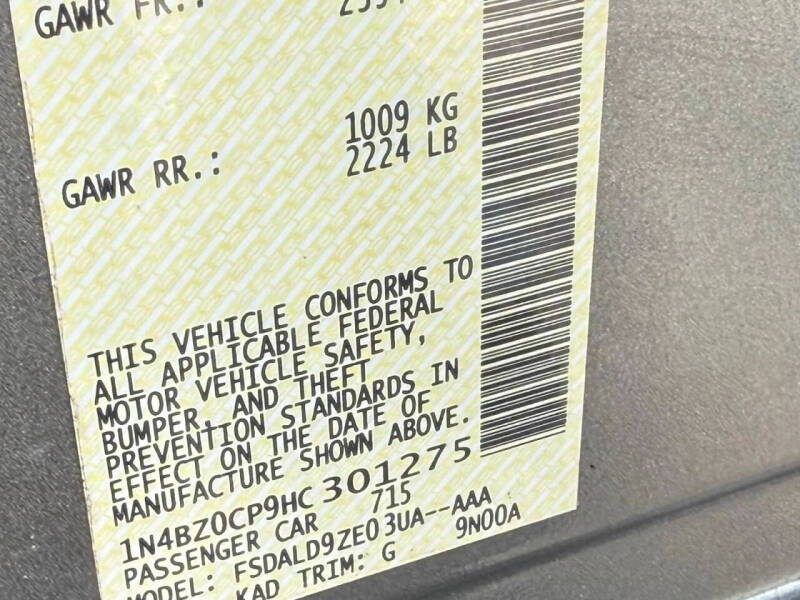 GAWR FR.:
GAWR RR.: 1009 KG
2224 LB
THIS VEHICLE CONFORMS TO
ALL APPLICABLE FEDERAL
MOTOR VEHICLE SAFETY,
BUMPER, AND THEFT
PREVENTION STANDARDS IN
EFFECT ON THE DATE OF
MANUFACTURE SHOWN ABOVE.
1N4BZ0CP9HC 301275
PASSENGER CAR 715
MODEL: FSDALD9ZE03UA--AAA
KAD TRIM: G 9N00A